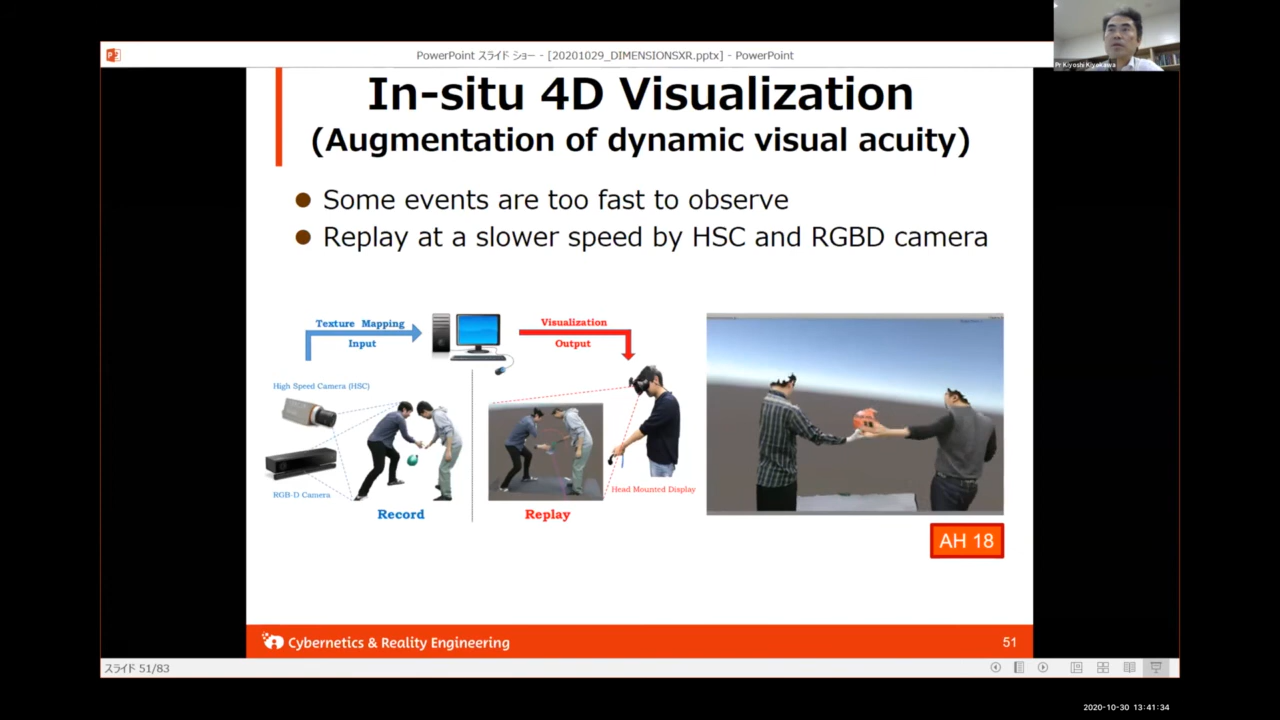 PowerPoint スライド ショー - [20201029_DIMENSIONSXR.pptx] - PowerPoint
Pr Kiyoshi Kiyokawa
In-situ 4D Visualization
(Augmentation of dynamic visual acuity)
Some events are too fast to observe
Replay at a slower speed by HSC and RGBD camera
Texture Mapping
Input
Visualization
Output
High Speed Camera (HSC)
RGB-D Camera
Head Mounted Display
Record
Replay
AH 18
Cybernetics & Reality Engineering
51
スライド 51/83
2020-10-30 13:41:34